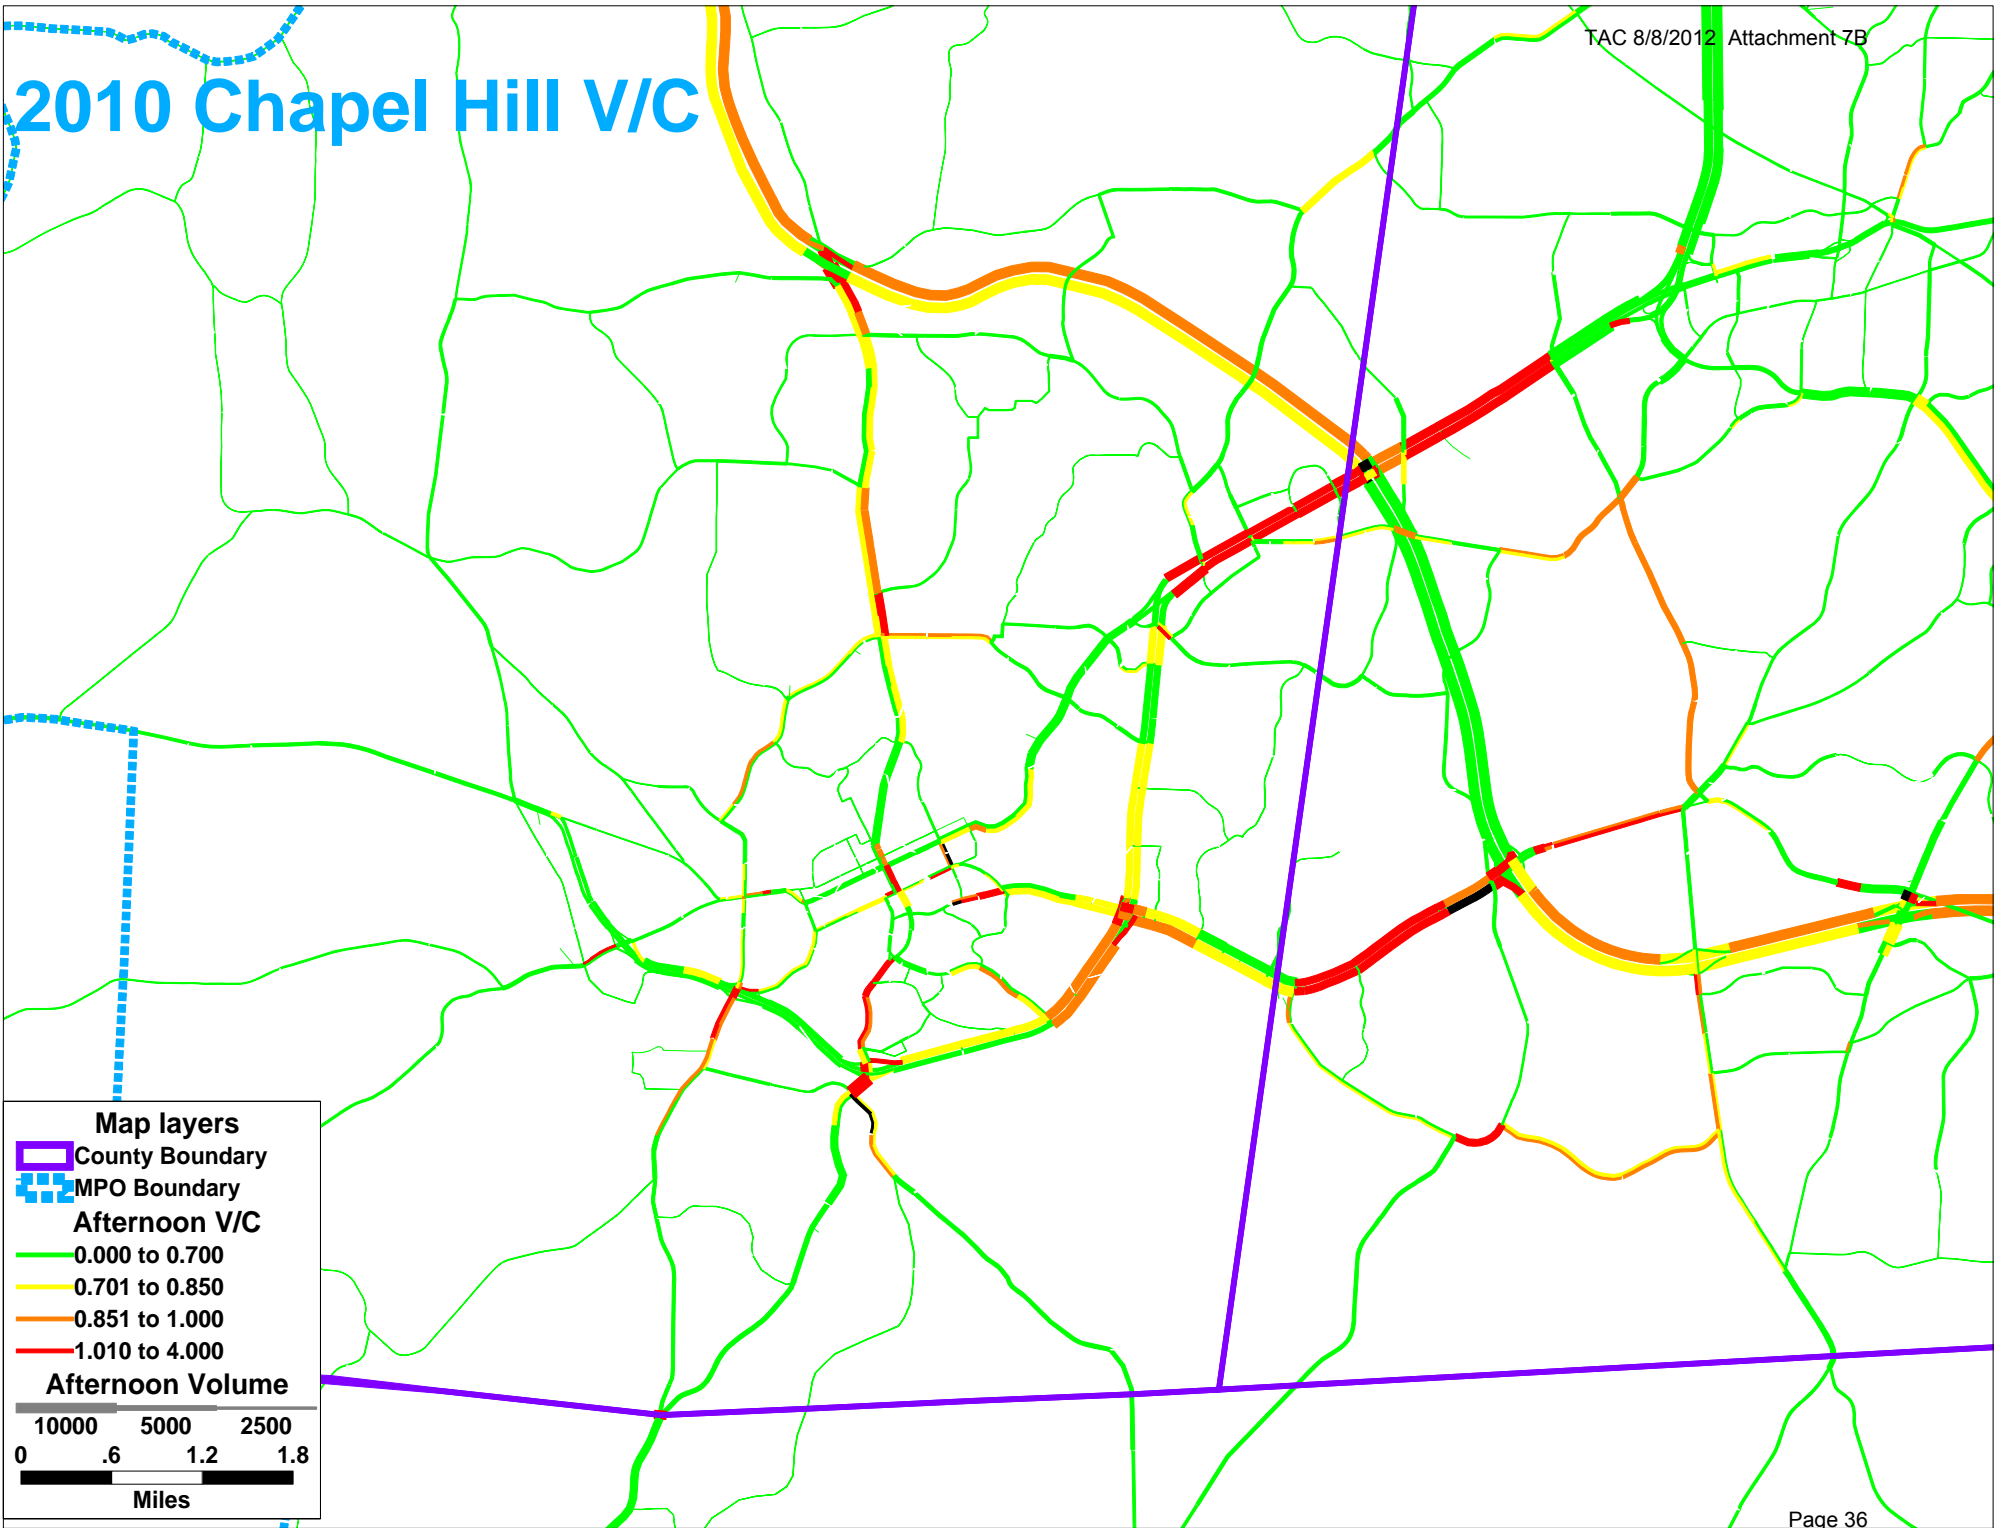 TAC 8/8/2012 Attachment 7B
2010 Chapel Hill V/C
Map layers
County Boundary
MPO Boundary
Afternoon V/C
0.000 to 0.700
0.701 to 0.850
0.851 to 1.000
1.010 to 4.000
Afternoon Volume
10000 5000 2500
0 .6 1.2 1.8
Miles
Page 36